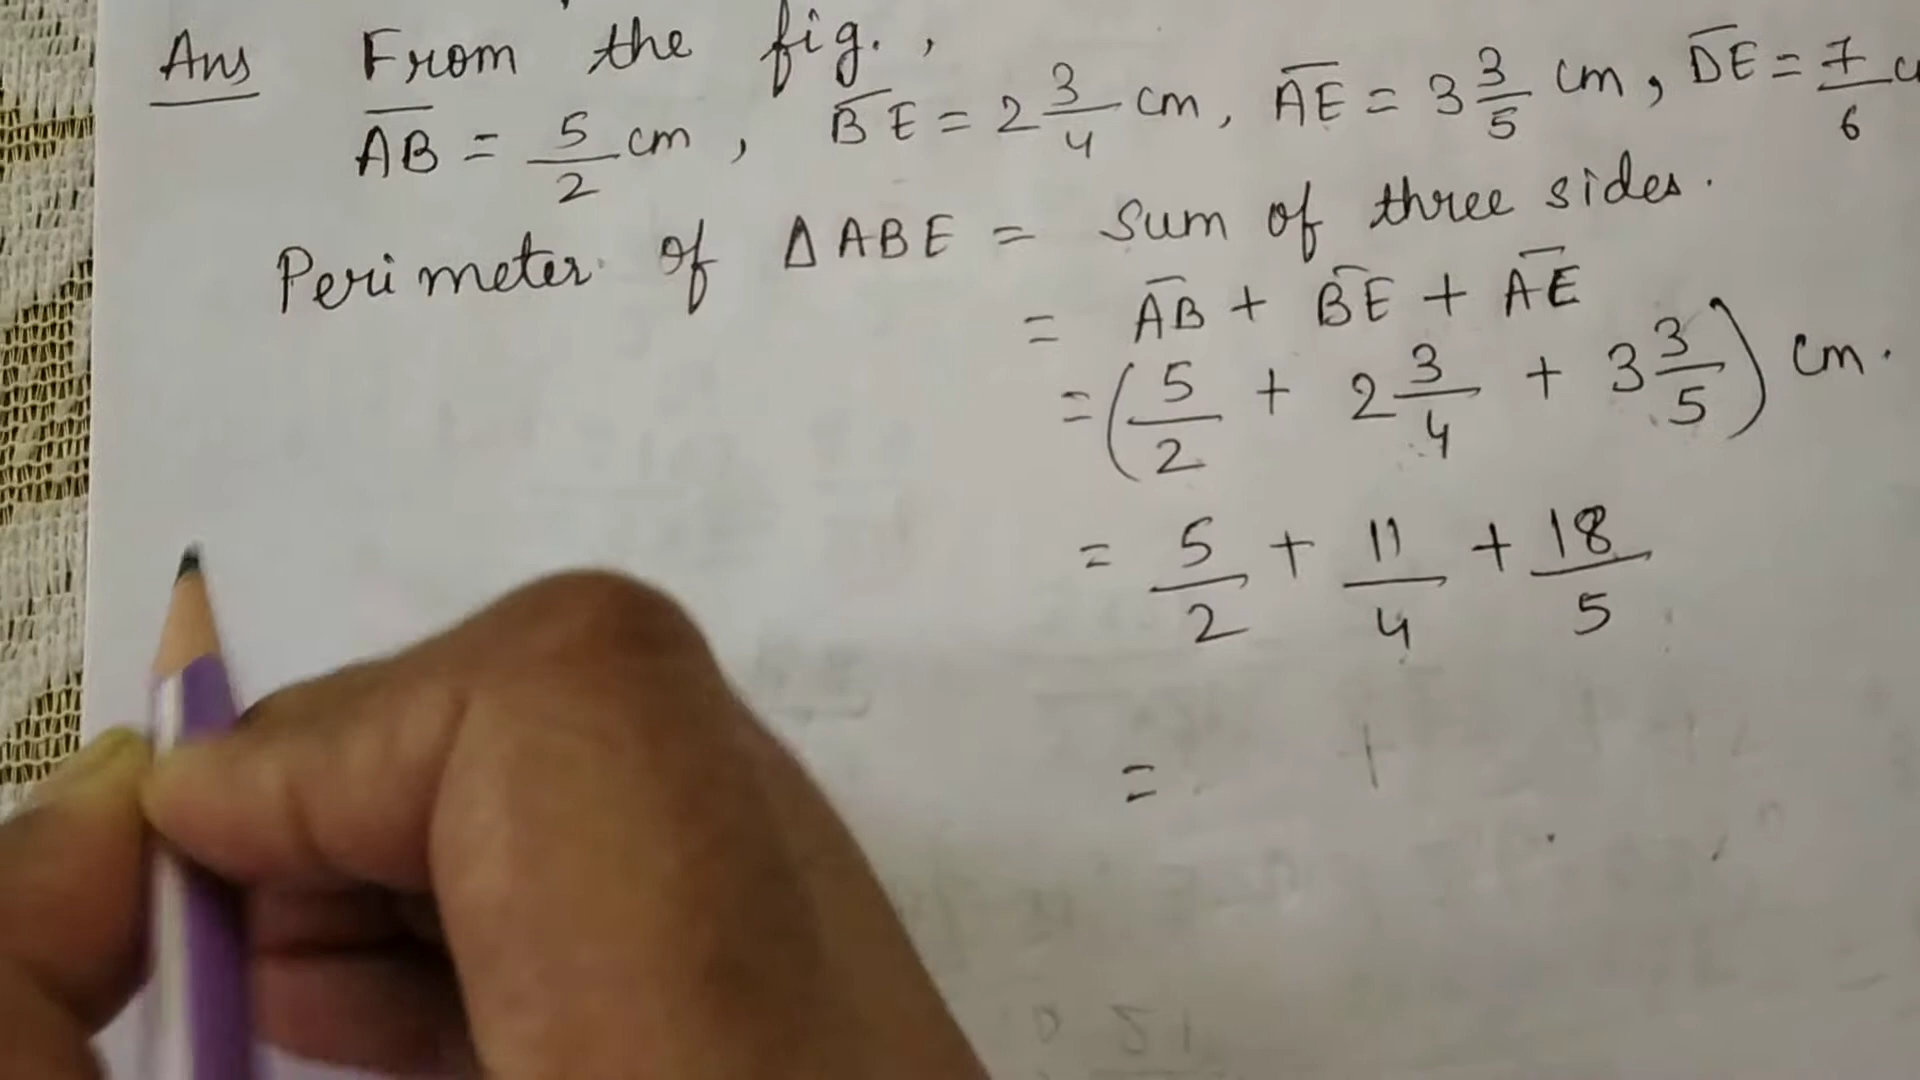 Ans From the fig.,
AB = 5/2 cm, BE = 2 3/4 cm, AE = 3 3/5 cm, DE = 7/6 c
Perimeter of ΔABE = sum of three sides.
= AB + BE + AE
= (5/2 + 2 3/4 + 3 3/5) cm.
= 5/2 + 11/4 + 18/5
= +